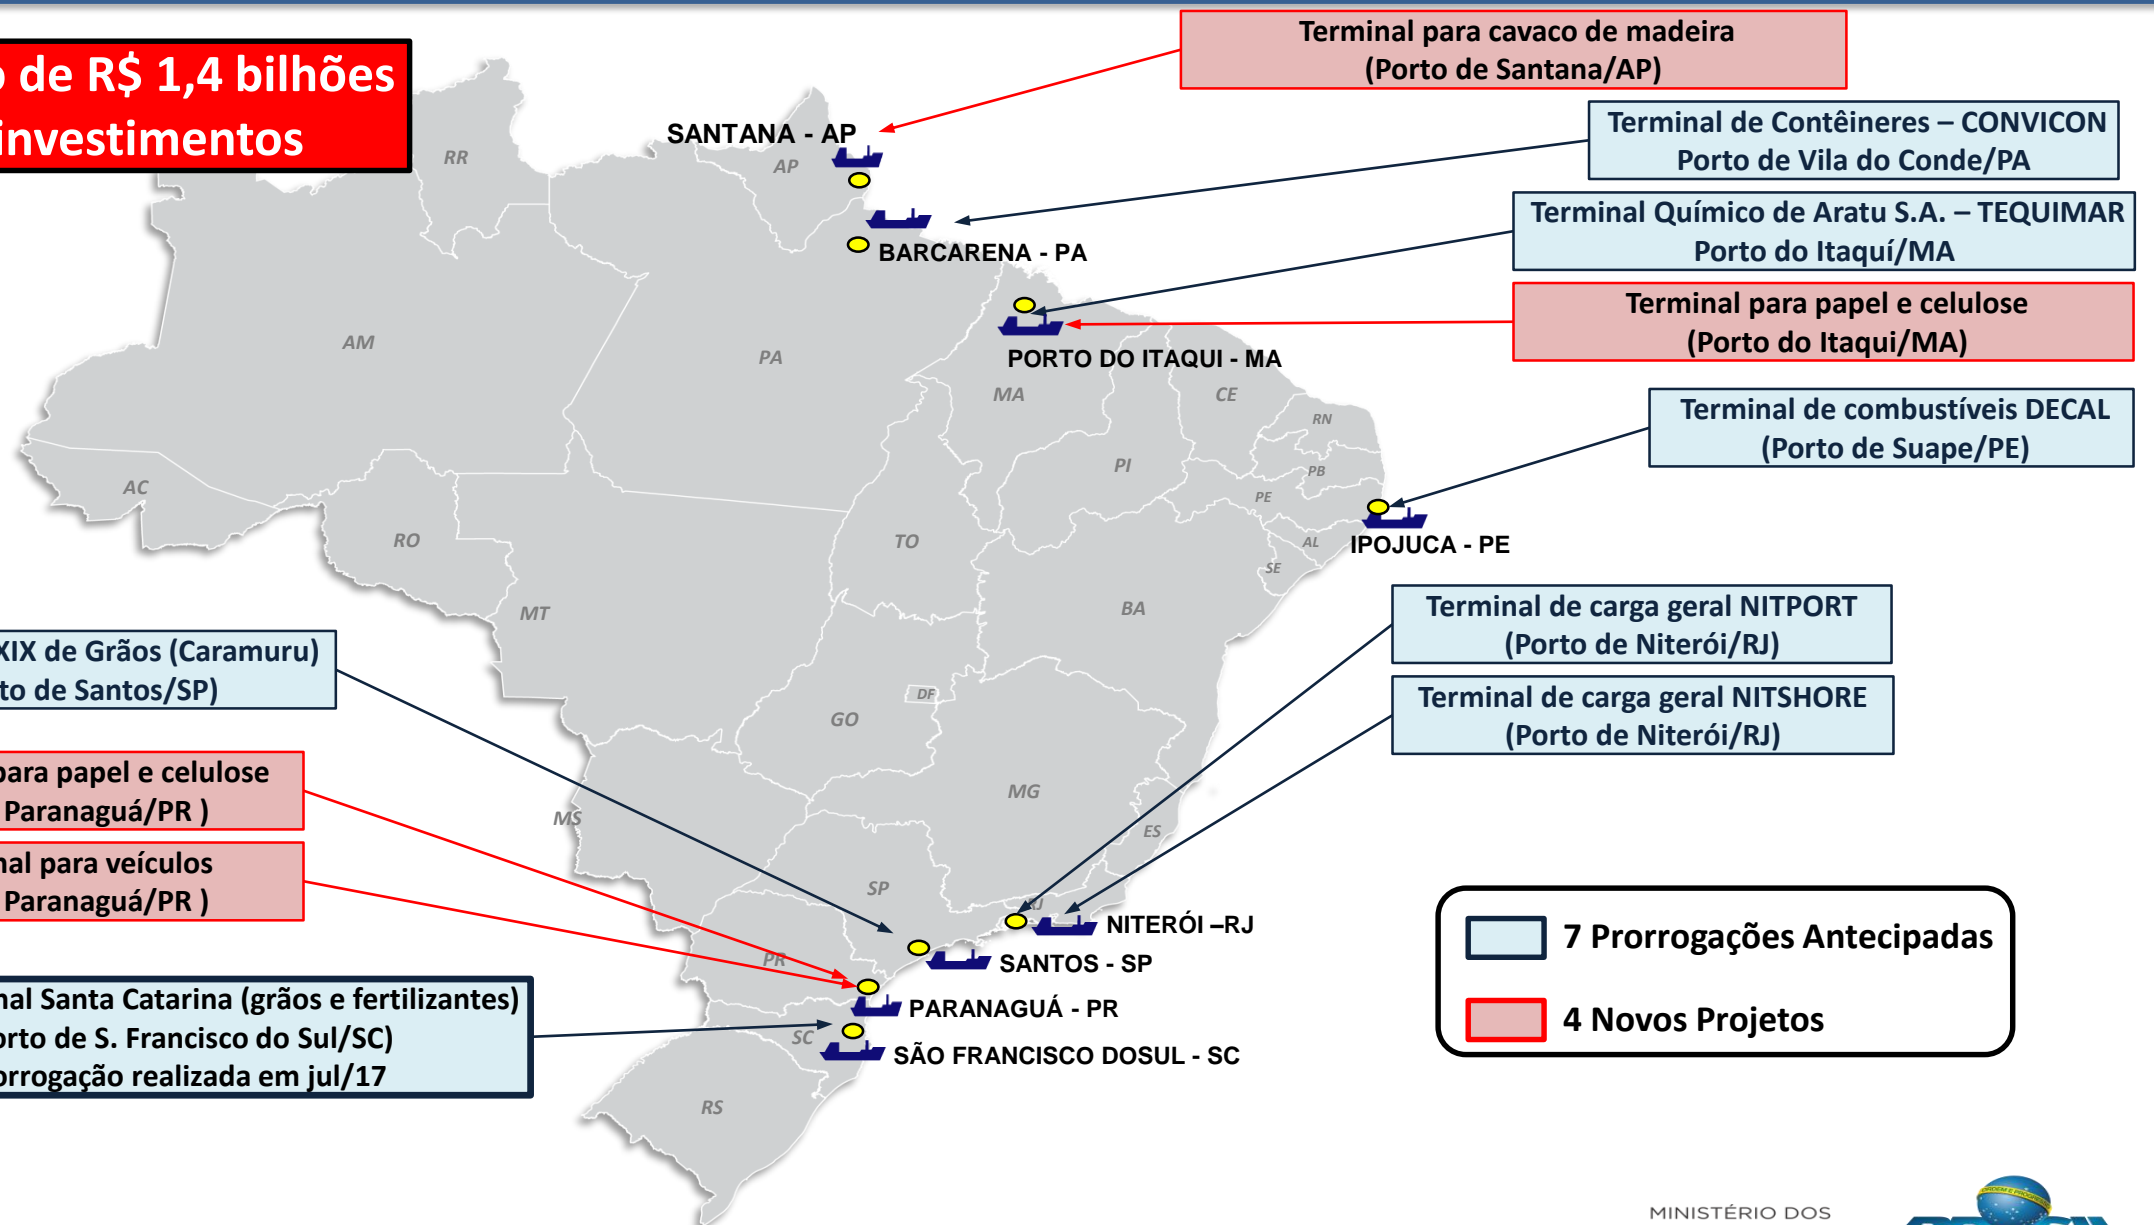 de R$ 1,4 bilhões
investimentos
Terminal para cavaco de madeira
(Porto de Santana/AP)
Terminal de Contêineres – CONVICON
Porto de Vila do Conde/PA
Terminal Químico de Aratu S.A. – TEQUIMAR
Porto do Itaquí/MA
Terminal para papel e celulose
(Porto do Itaqui/MA)
Terminal de combustíveis DECAL
(Porto de Suape/PE)
Terminal de carga geral NITPORT
(Porto de Niterói/RJ)
Terminal de carga geral NITSHORE
(Porto de Niterói/RJ)
XIX de Grãos (Caramuru)
to de Santos/SP)
para papel e celulose
Paranaguá/PR )
nal para veículos
Paranaguá/PR )
nal Santa Catarina (grãos e fertilizantes)
orto de S. Francisco do Sul/SC)
orrogação realizada em jul/17
SANTANA - AP
BARCARENA - PA
PORTO DO ITAQUI - MA
IPOJUCA - PE
NITERÓI –RJ
SANTOS - SP
PARANAGUÁ - PR
SÃO FRANCISCO DOSUL - SC
RR
AP
AM
PA
MA
CE
RN
PB
PE
PI
AL
SE
AC
RO
TO
MT
BA
DF
GO
MG
MS
ES
SP
RJ
PR
SC
RS
7 Prorrogações Antecipadas
4 Novos Projetos
MINISTÉRIO DOS
ORDEM E PROGRESSO